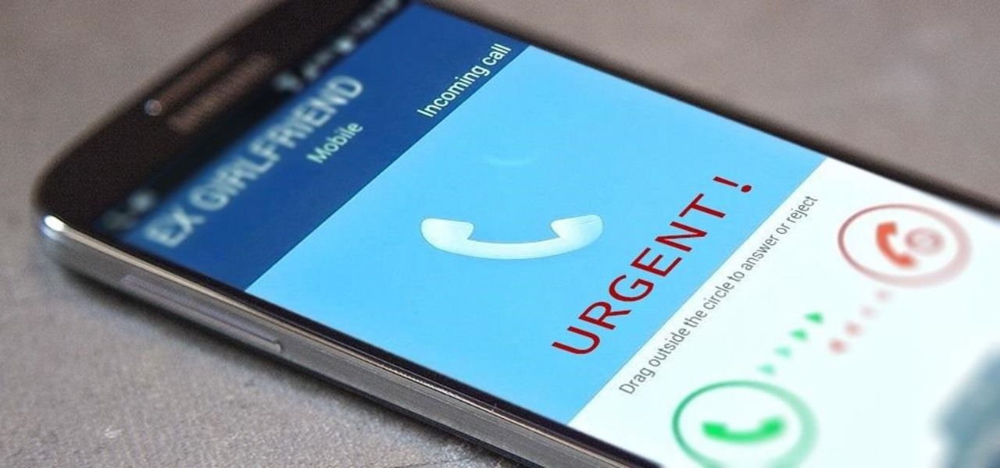 EX GIRLFRIEND
Mobile
Incoming call
URGENT !
Drag outside the circle to answer or reject